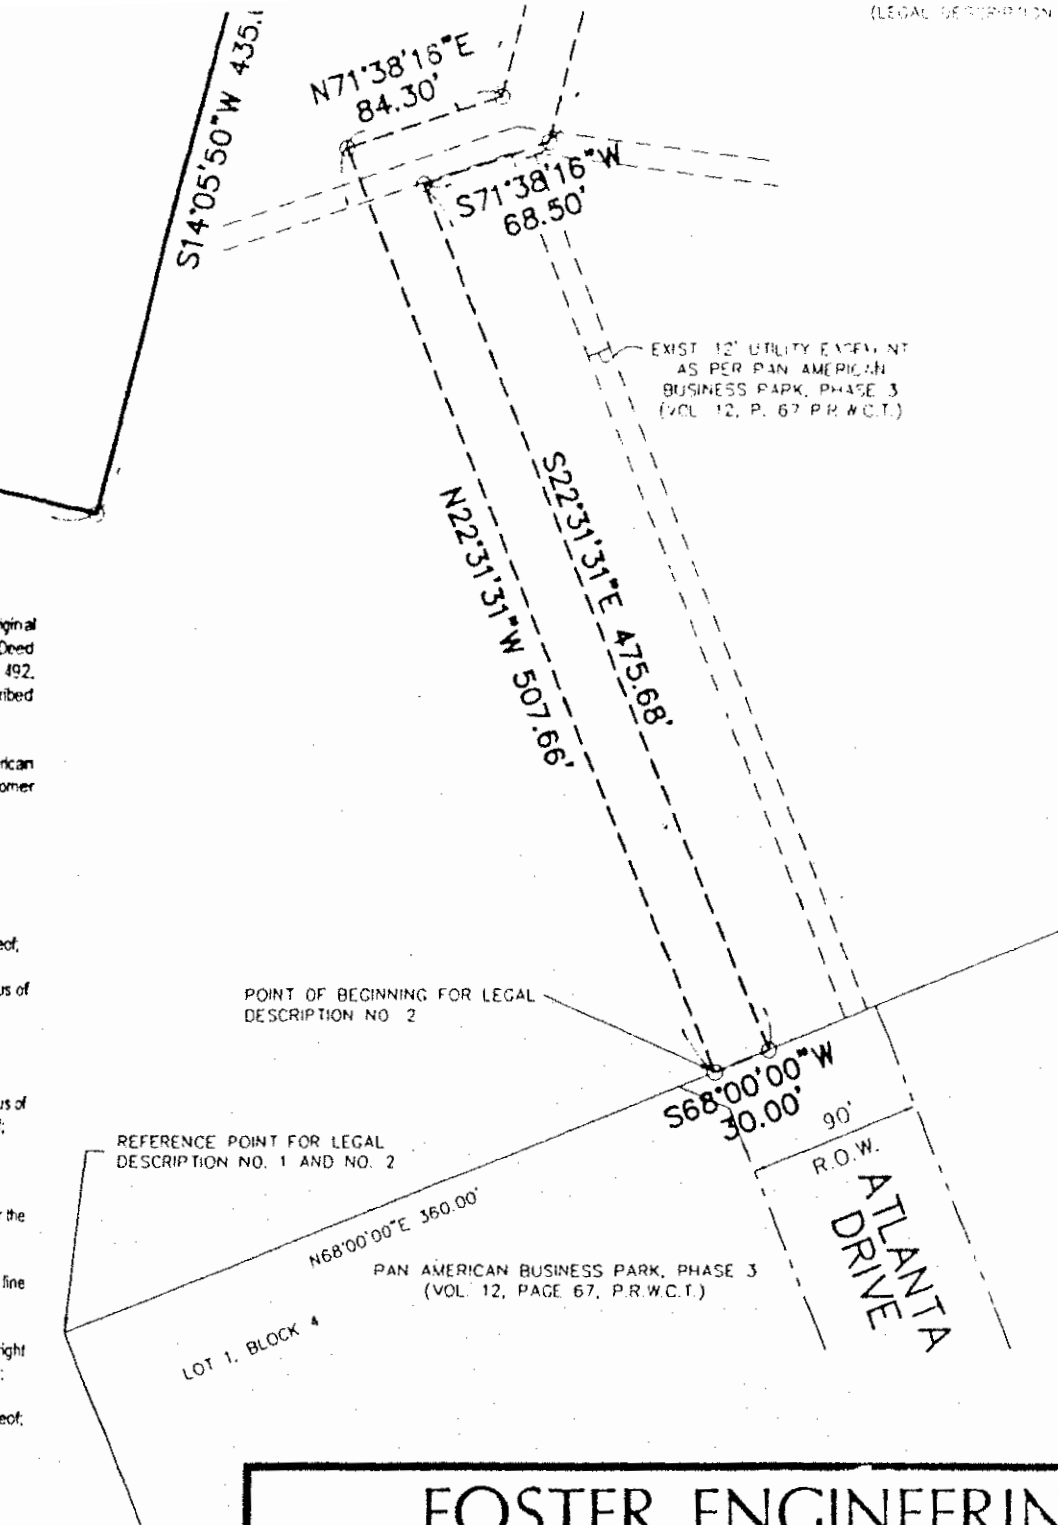 (LEGAL DESCRIPTION
S14°05'50"W 435.
N71°38'16"E
84.30'
S71°38'16"W
68.50'
EXIST 12' UTILITY EASEMENT
AS PER PAN AMERICAN
BUSINESS PARK, PHASE 3
(VOL 12, P. 67 P.R.W.C.T.)
S22°31'31"E 475.68'
N22°31'31"W 507.66'
iginal
Deed
492,
ribed
rican
orner
eof;
us of
POINT OF BEGINNING FOR LEGAL
DESCRIPTION NO 2
S68°00'00"W
30.00'
90'
R.O.W.
ATLANTA
DRIVE
us of
REFERENCE POINT FOR LEGAL
DESCRIPTION NO. 1 AND NO. 2
r the
N68°00'00"E 360.00'
PAN AMERICAN BUSINESS PARK, PHASE 3
(VOL. 12, PAGE 67, P.R.W.C.T.)
line
LOT 1, BLOCK 4
right
eof;
FOSTER ENGINEERIN